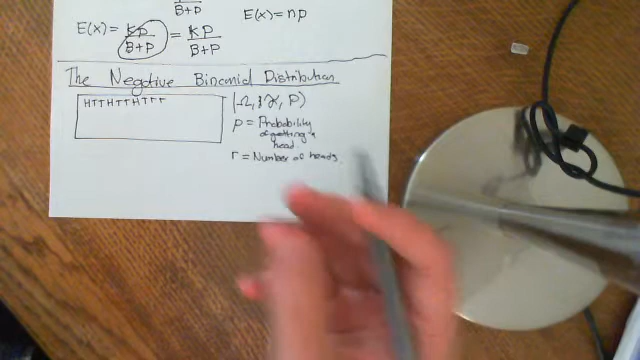 B+P
E(x) = KP/B+P = KP/B+P E(x) = np
The Negative Binomial Distribution
HTTHTTHTTT
(Ω, F, P)
p = Probability
of getting a
head
r = Number of heads.